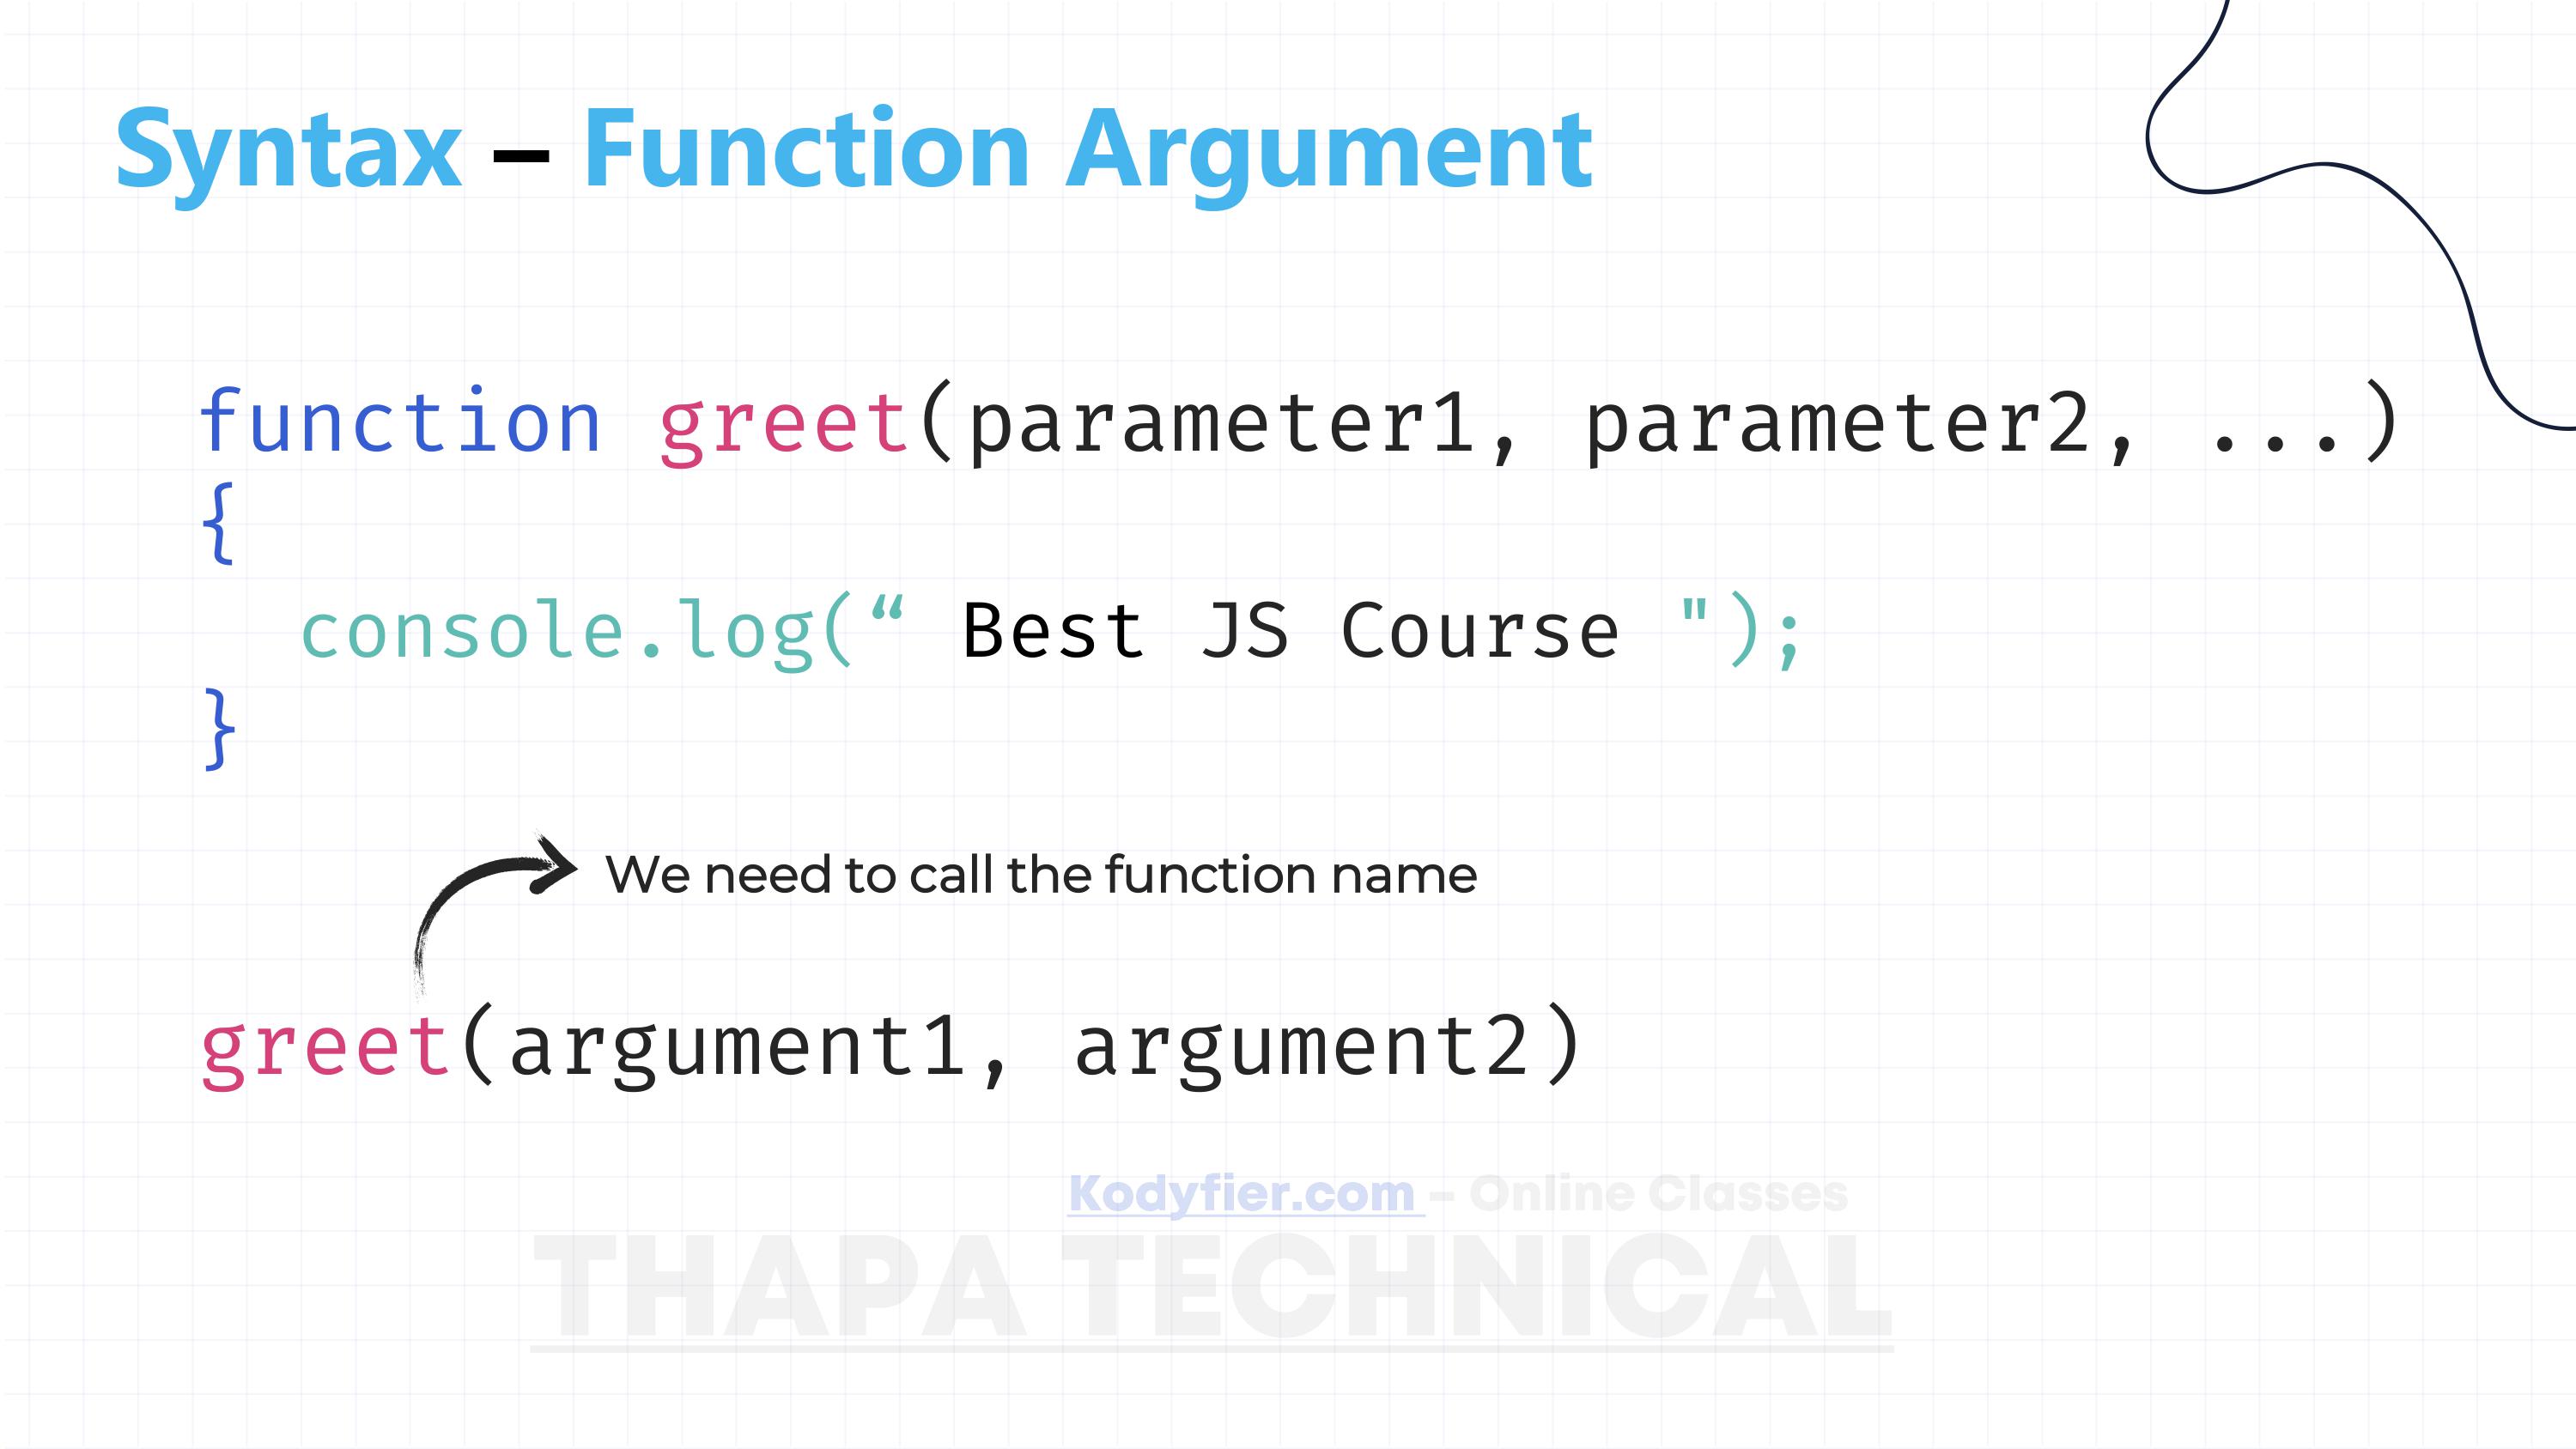 Syntax – Function Argument
function greet(parameter1, parameter2, ...)
{
console.log(“ Best JS Course ");
}
We need to call the function name
greet(argument1, argument2)
Kodyfier.com – Online Classes
THAPA TECHNICAL